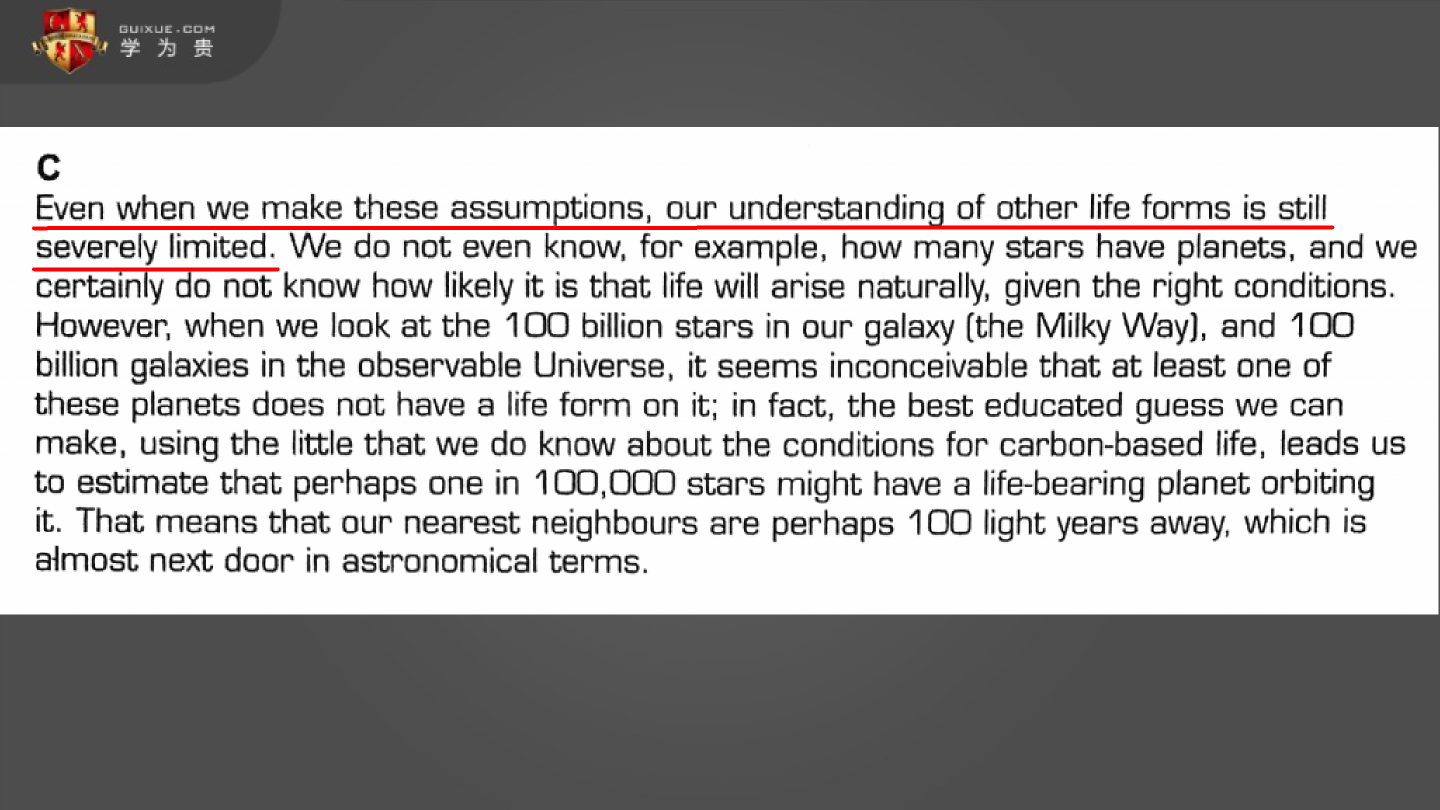 GUIXUE.COM
学为贵
C
Even when we make these assumptions, our understanding of other life forms is still
severely limited. We do not even know, for example, how many stars have planets, and we
certainly do not know how likely it is that life will arise naturally, given the right conditions.
However, when we look at the 100 billion stars in our galaxy (the Milky Way), and 100
billion galaxies in the observable Universe, it seems inconceivable that at least one of
these planets does not have a life form on it; in fact, the best educated guess we can
make, using the little that we do know about the conditions for carbon-based life, leads us
to estimate that perhaps one in 100,000 stars might have a life-bearing planet orbiting
it. That means that our nearest neighbours are perhaps 100 light years away, which is
almost next door in astronomical terms.